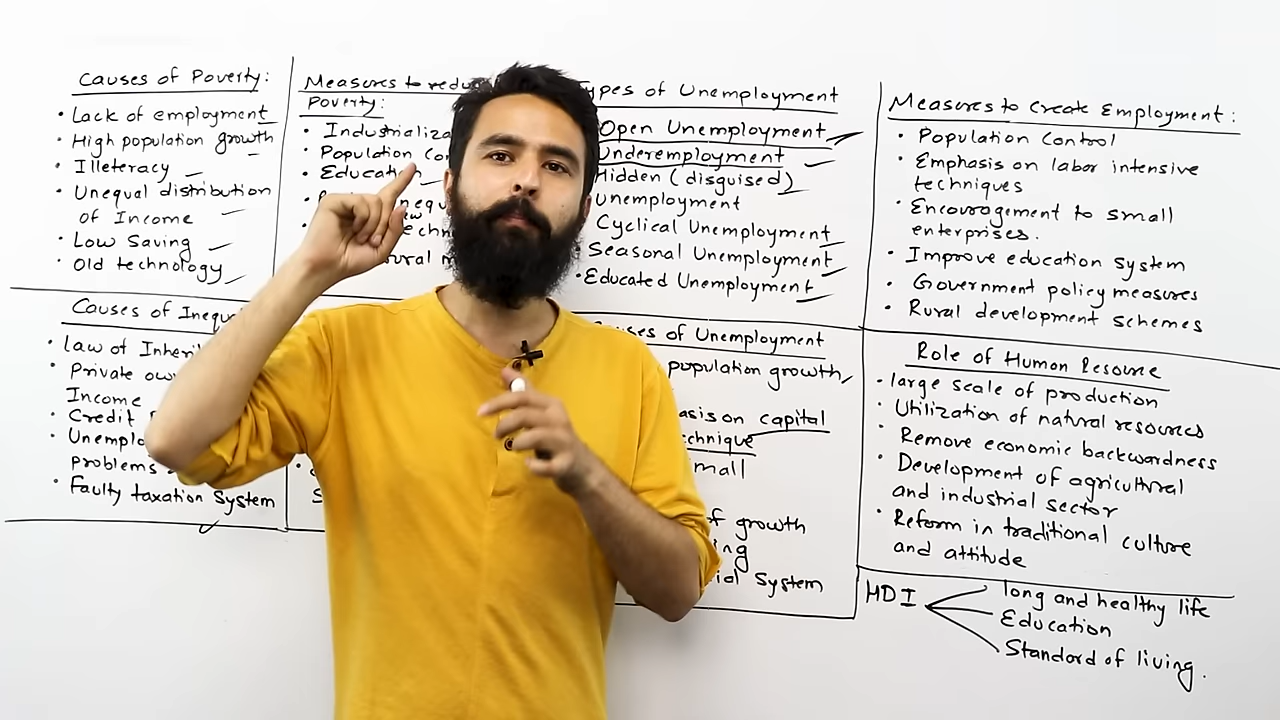 Causes of Poverty:
• Lack of employment
• High population growth
• Illeteracy
• Unequal distribution
of Income
• Low Saving
• Old technology
Measures to
Poverty:
• Industrializa
• Population Co
• Education
Types of Unemployment
Open Unemployment
Underemployment
Hidden (disguised)
Unemployment
Cyclical Unemployment
• Seasonal Unemployment
• Educated Unemployment
Measures to Create Employment:
• Population Control
• Emphasis on labor intensive
techniques
• Encouragement to small
enterprises.
• Improve education system
• Government policy measures
• Rural development schemes
Causes of Inequ
• Law of Inheri
• Private ow
Income
• Credit
• Unemplo
problems
• Faulty taxation System
uses of Unemployment
population growth
asis on capital
chnique
mall
of growth
ing
ial System
Role of Human Resource
• large scale of production
• Utilization of natural resources
• Remove economic backwardness
• Development of agricultural
and industrial sector
• Reform in traditional culture
and attitude
HDI
long and healthy life
Education
Standord of living.